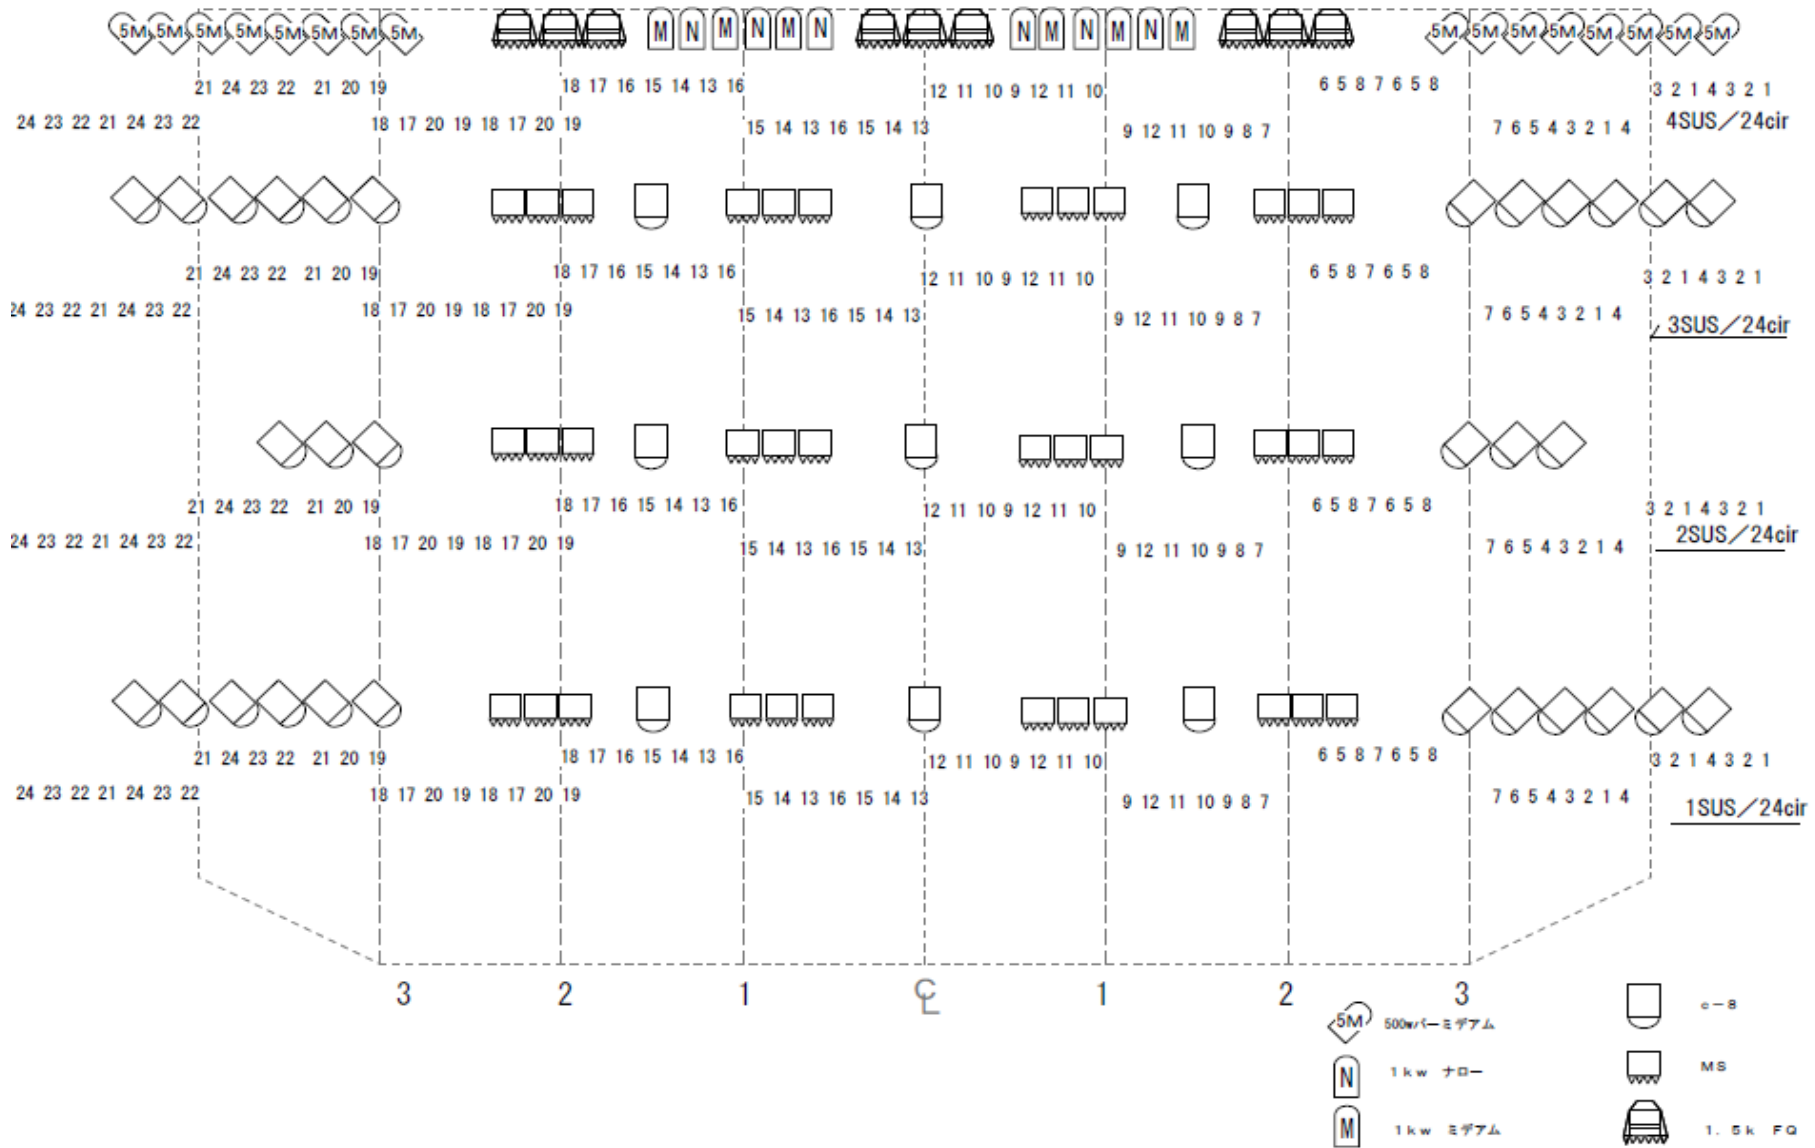 5M 5M 5M 5M 5M 5M 5M 5M M N M N M N N M N M N M 5M 5M 5M 5M 5M 5M 5M 5M
21 24 23 22 21 20 19 18 17 16 15 14 13 16 12 11 10 9 12 11 10 6 5 8 7 6 5 8 3 2 1 4 3 2 1
24 23 22 21 24 23 22 18 17 20 19 18 17 20 19 15 14 13 16 15 14 13 9 12 11 10 9 8 7 7 6 5 4 3 2 1 4 4SUS／24cir
21 24 23 22 21 20 19 18 17 16 15 14 13 16 12 11 10 9 12 11 10 6 5 8 7 6 5 8 3 2 1 4 3 2 1
24 23 22 21 24 23 22 18 17 20 19 18 17 20 19 15 14 13 16 15 14 13 9 12 11 10 9 8 7 7 6 5 4 3 2 1 4 3SUS／24cir
21 24 23 22 21 20 19 18 17 16 15 14 13 16 12 11 10 9 12 11 10 6 5 8 7 6 5 8 3 2 1 4 3 2 1
24 23 22 21 24 23 22 18 17 20 19 18 17 20 19 15 14 13 16 15 14 13 9 12 11 10 9 8 7 7 6 5 4 3 2 1 4 2SUS／24cir
21 24 23 22 21 20 19 18 17 16 15 14 13 16 12 11 10 9 12 11 10 6 5 8 7 6 5 8 3 2 1 4 3 2 1
24 23 22 21 24 23 22 18 17 20 19 18 17 20 19 15 14 13 16 15 14 13 9 12 11 10 9 8 7 7 6 5 4 3 2 1 4 1SUS／24cir
3 2 1 CL 1 2 3
5M 500wパーミデアム c－8
N 1kw ナロー MS
M 1kw ミデアム 1.5k FQ